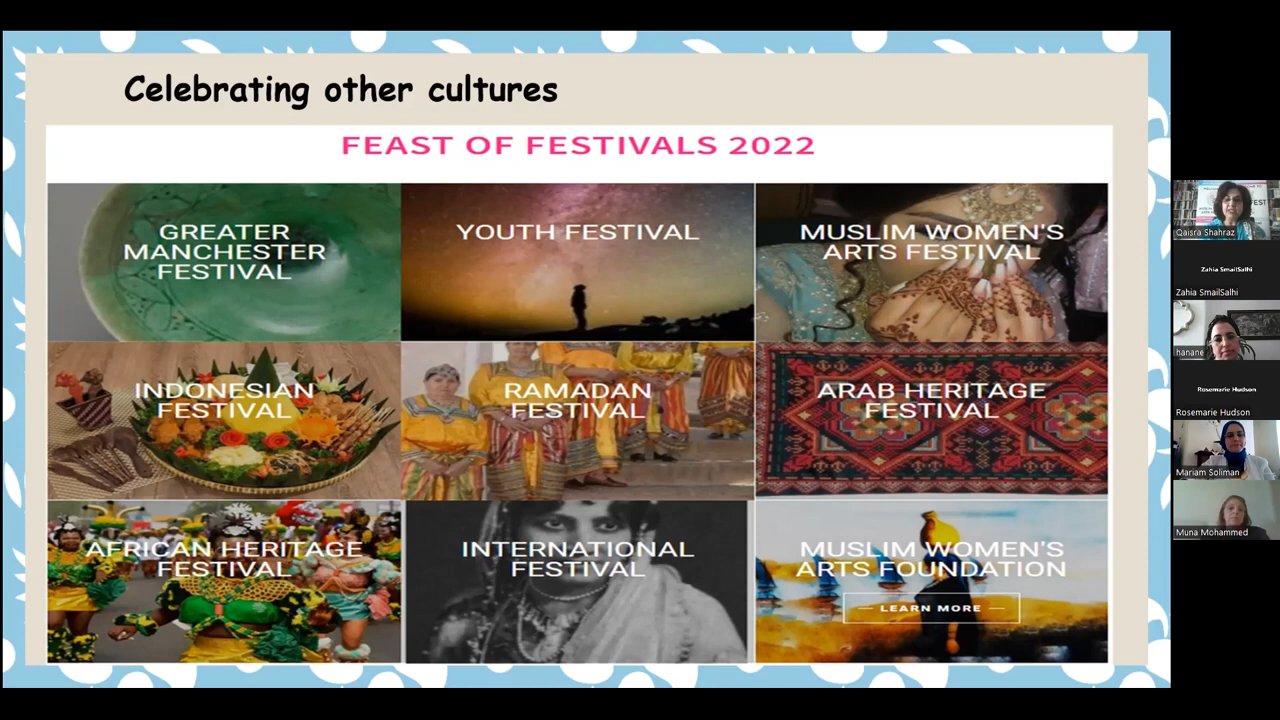 Celebrating other cultures
FEAST OF FESTIVALS 2022
GREATER
MANCHESTER
FESTIVAL
YOUTH FESTIVAL
MUSLIM WOMEN'S
ARTS FESTIVAL
INDONESIAN
FESTIVAL
RAMADAN
FESTIVAL
ARAB HERITAGE
FESTIVAL
AFRICAN HERITAGE
FESTIVAL
INTERNATIONAL
FESTIVAL
MUSLIM WOMEN'S
ARTS FOUNDATION
LEARN MORE
Qaisra Shahraz
Zahia SmailSalhi
Zahia SmailSalhi
hanane
Rosemarie Hudson
Rosemarie Hudson
Mariam Soliman
Muna Mohammed